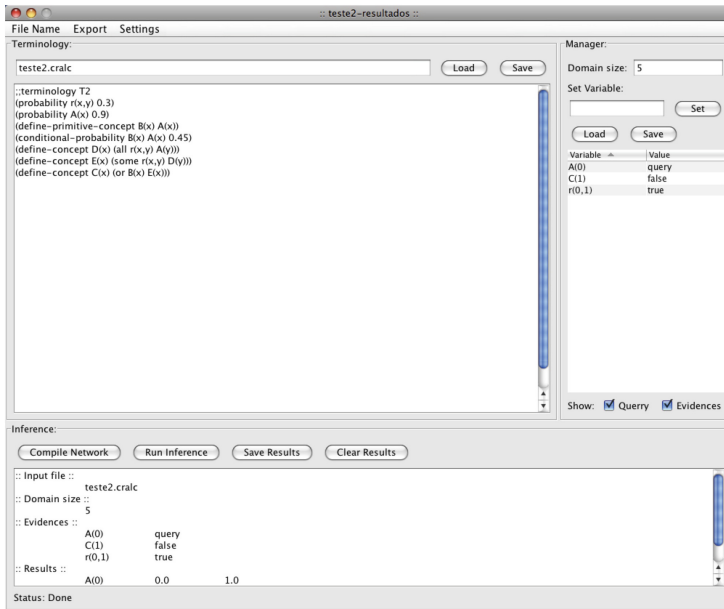 :: teste2-resultados ::
File Name Export Settings
Terminology:
teste2.cralc Load Save
;;terminology T2
(probability r(x,y) 0.3)
(probability A(x) 0.9)
(define-primitive-concept B(x) A(x))
(conditional-probability B(x) A(x) 0.45)
(define-concept D(x) (all r(x,y) A(y)))
(define-concept E(x) (some r(x,y) D(y)))
(define-concept C(x) (or B(x) E(x)))
Manager:
Domain size: 5
Set Variable:
Set
Load Save
Variable Value
A(0) query
C(1) false
r(0,1) true
Show: Querry Evidences
Inference:
Compile Network Run Inference Save Results Clear Results
:: Input file ::
teste2.cralc
:: Domain size ::
5
:: Evidences ::
A(0) query
C(1) false
r(0,1) true
:: Results ::
A(0) 0.0 1.0
Status: Done